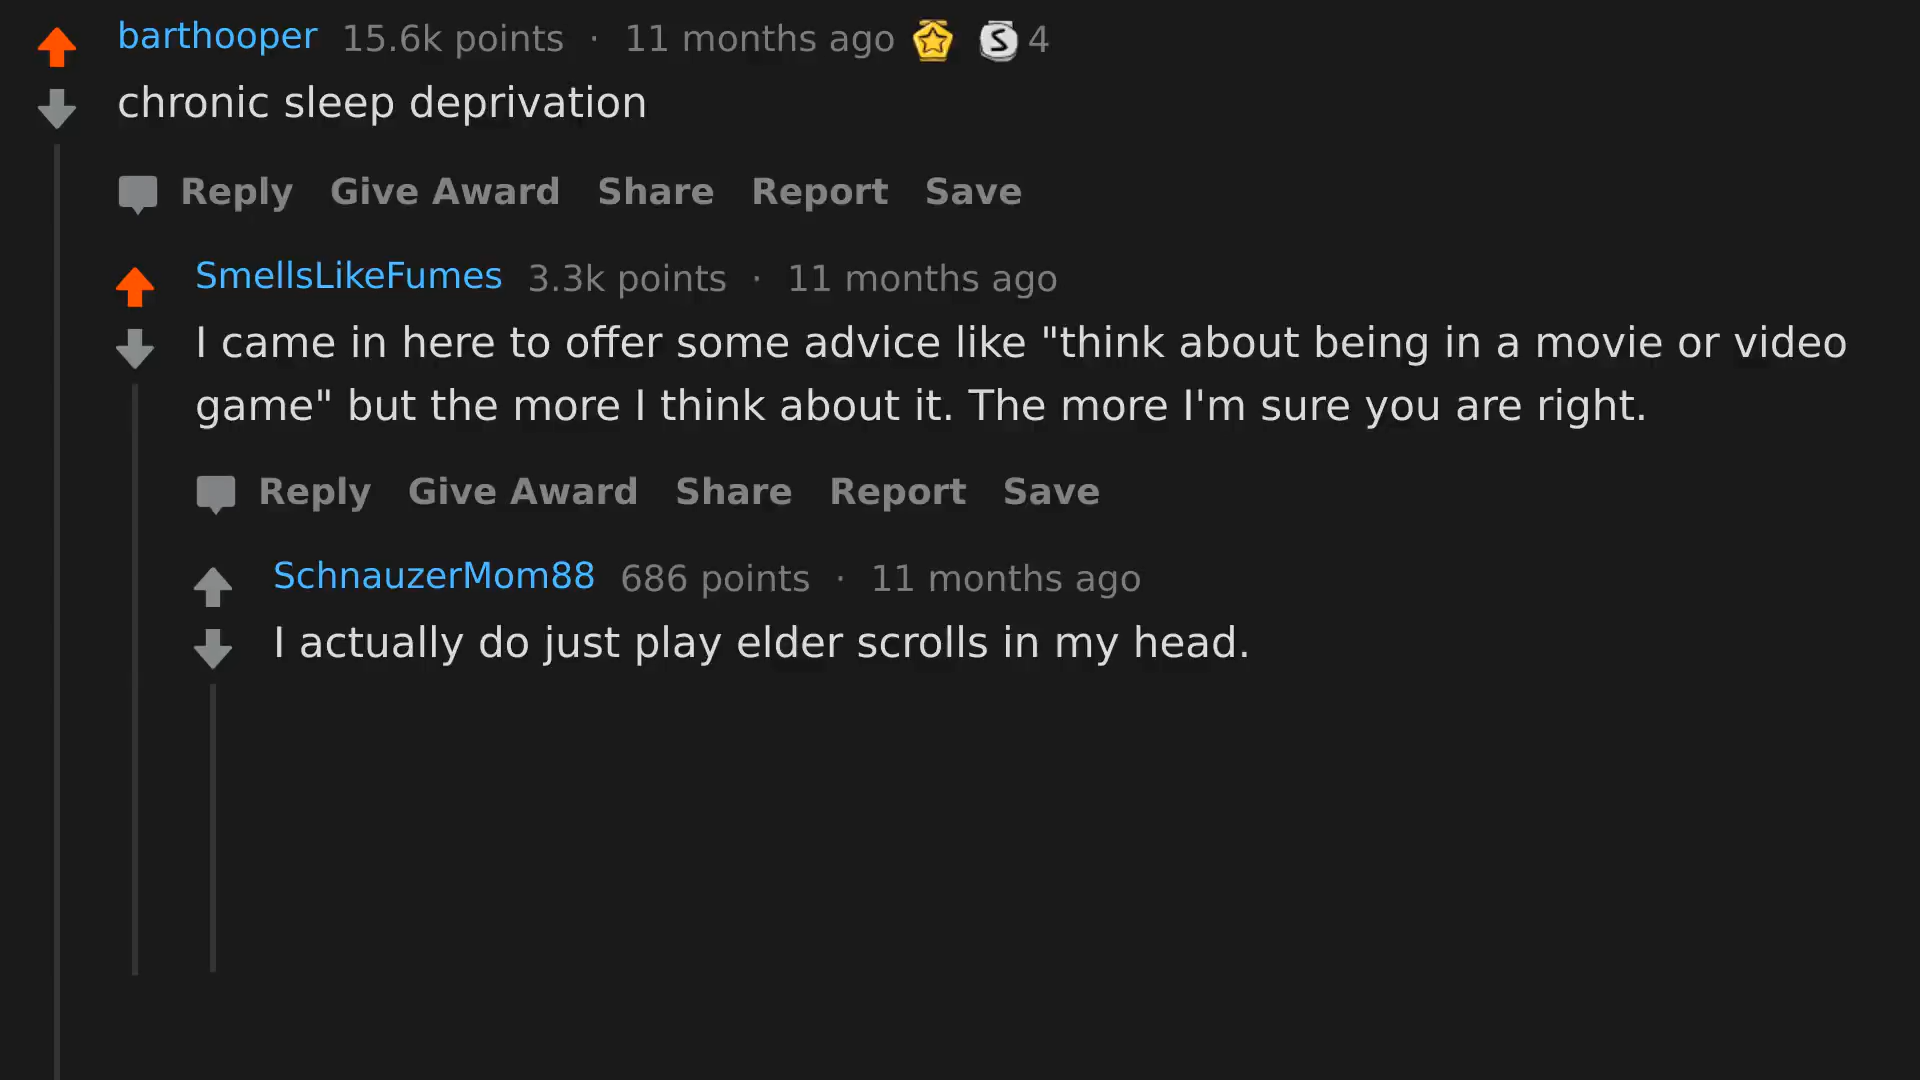 barthooper 15.6k points · 11 months ago 4
chronic sleep deprivation
Reply Give Award Share Report Save
SmellsLikeFumes 3.3k points · 11 months ago
I came in here to offer some advice like "think about being in a movie or video
game" but the more I think about it. The more I'm sure you are right.
Reply Give Award Share Report Save
SchnauzerMom88 686 points · 11 months ago
I actually do just play elder scrolls in my head.